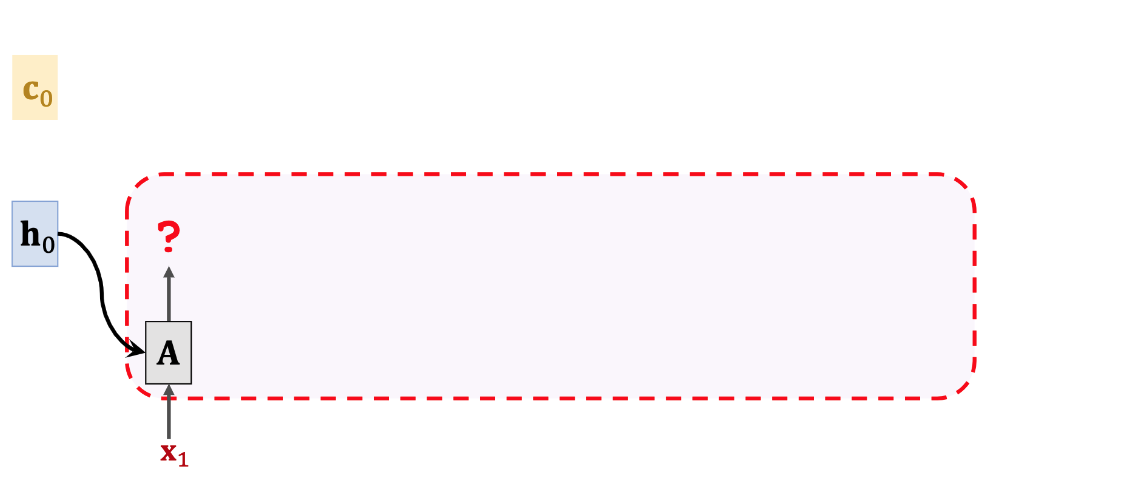 c₀
h₀
?
A
x₁